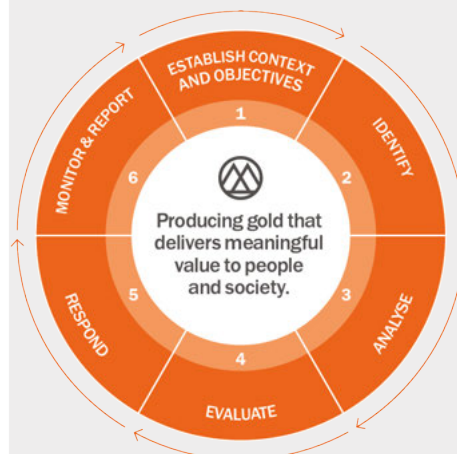 ESTABLISH CONTEXT
AND OBJECTIVES
1
IDENTIFY
2
ANALYSE
3
EVALUATE
4
RESPOND
5
MONITOR & REPORT
6
Producing gold that
delivers meaningful
value to people
and society.